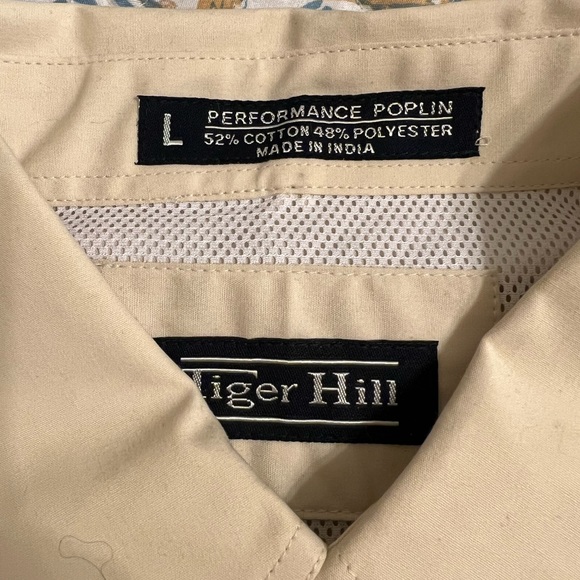 L
PERFORMANCE POPLIN
52% COTTON 48% POLYESTER
MADE IN INDIA
Tiger Hill